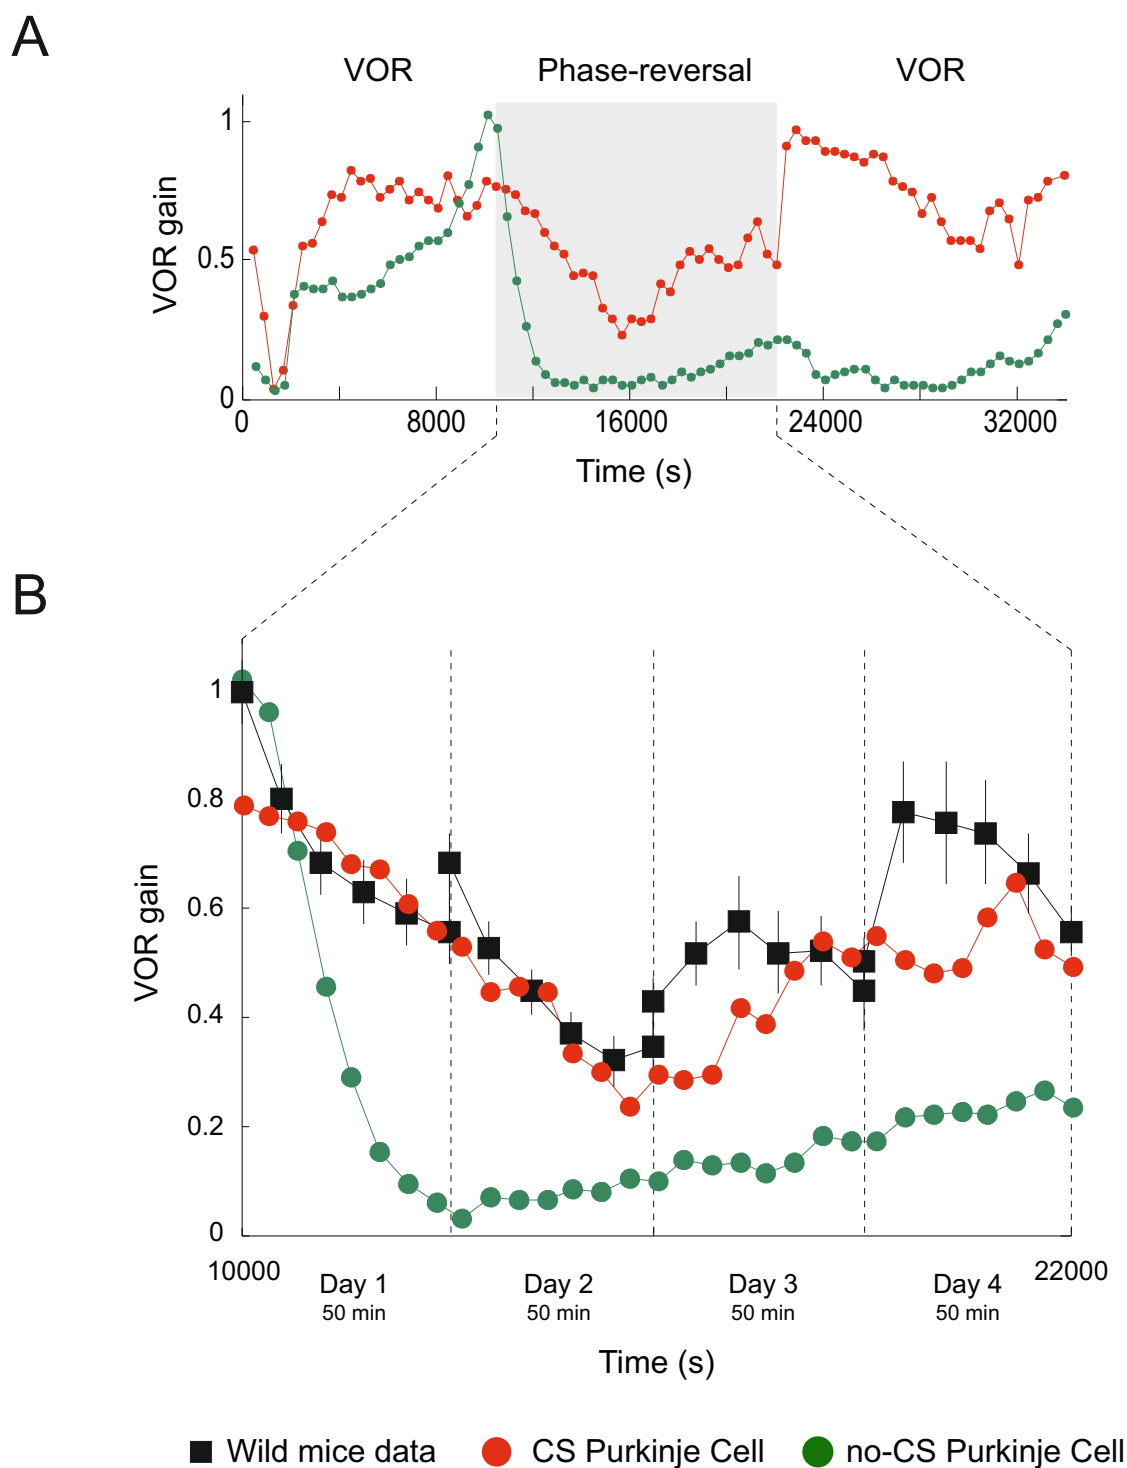 A
VOR Phase-reversal VOR
1
0.5
0
VOR gain
0 8000 16000 24000 32000
Time (s)
B
1
0.8
0.6
0.4
0.2
0
VOR gain
10000 22000
Day 1 Day 2 Day 3 Day 4
50 min 50 min 50 min 50 min
Time (s)
Wild mice data CS Purkinje Cell no-CS Purkinje Cell